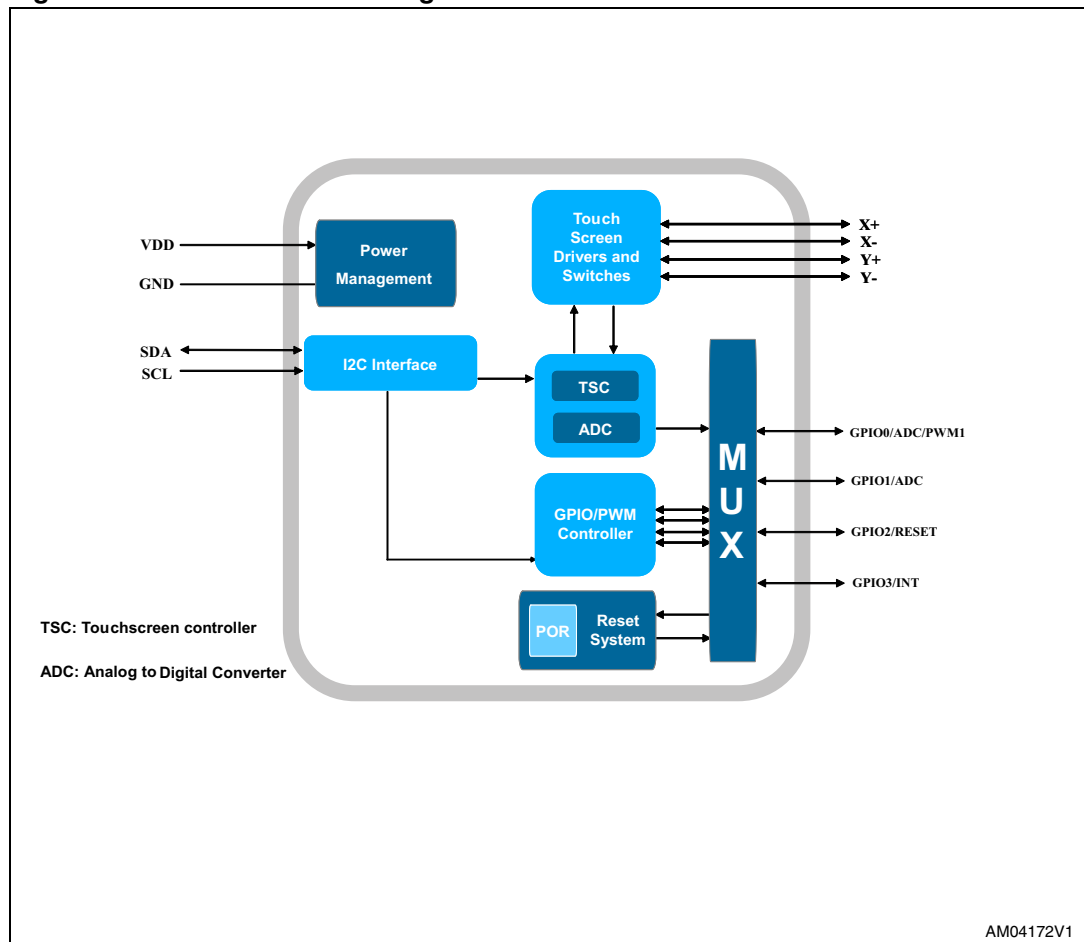 VDD
GND
SDA
SCL
Power
Management
I2C Interface
Touch
Screen
Drivers and
Switches
X+
X-
Y+
Y-
TSC
ADC
GPIO/PWM
Controller
POR
Reset
System
M
U
X
GPIO0/ADC/PWM1
GPIO1/ADC
GPIO2/RESET
GPIO3/INT
TSC: Touchscreen controller
ADC: Analog to Digital Converter
AM04172V1